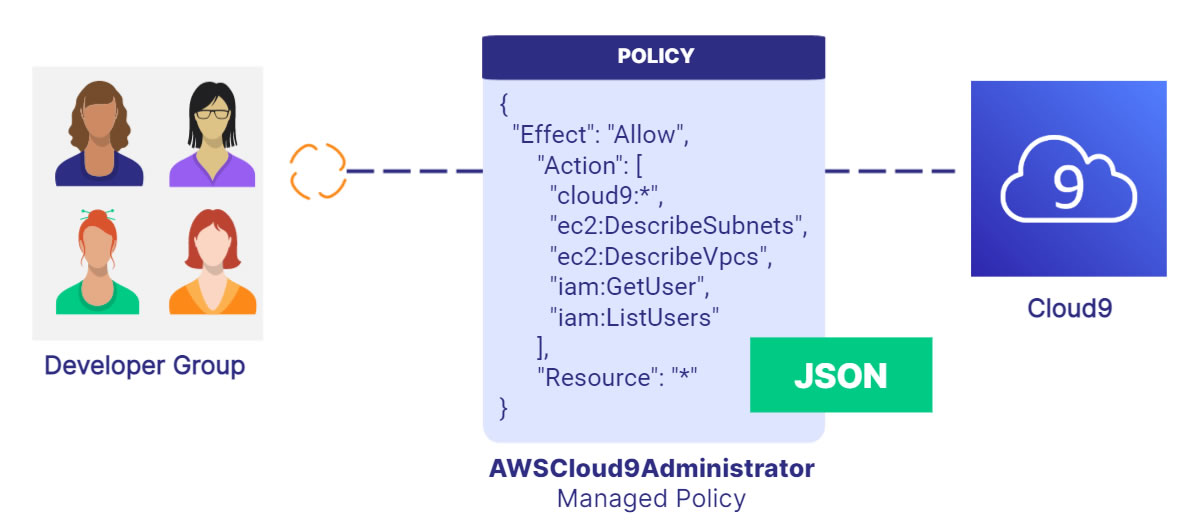 POLICY
{
"Effect": "Allow",
"Action": [
"cloud9:*",
"ec2:DescribeSubnets",
"ec2:DescribeVpcs",
"iam:GetUser",
"iam:ListUsers"
],
"Resource": "*"
}
JSON
9
Cloud9
Developer Group
AWSCloud9Administrator
Managed Policy